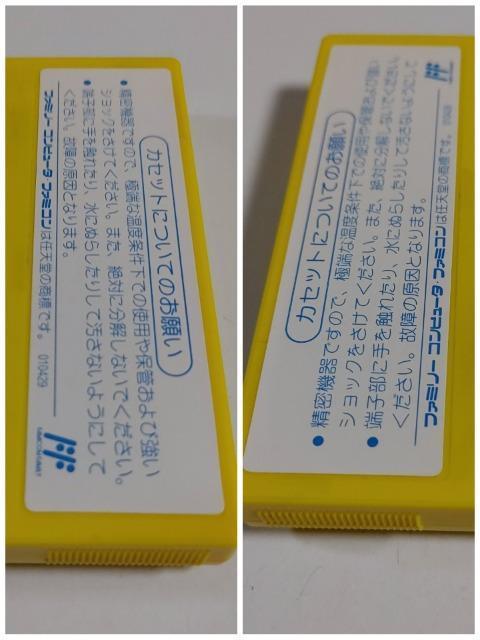 カセットについてのお願い
●精密機器ですので、極端な温度条件下での使用や保管および強い
ショックをさけてください。また、絶対に分解しないでください。
●端子部に手を触れたり、水にぬらしたりして汚さないようにして
ください。故障の原因となります。
ファミリーコンピュータ・ファミコンは任天堂の商標です。 010429
カセットについてのお願い
●精密機器ですので、極端な温度条件下での使用や保管および強い
ショックをさけてください。また、絶対に分解しないでください。
●端子部に手を触れたり、水にぬらしたりして汚さないようにして
ください。故障の原因となります。
ファミリーコンピュータ・ファミコンは任天堂の商標です。 010429